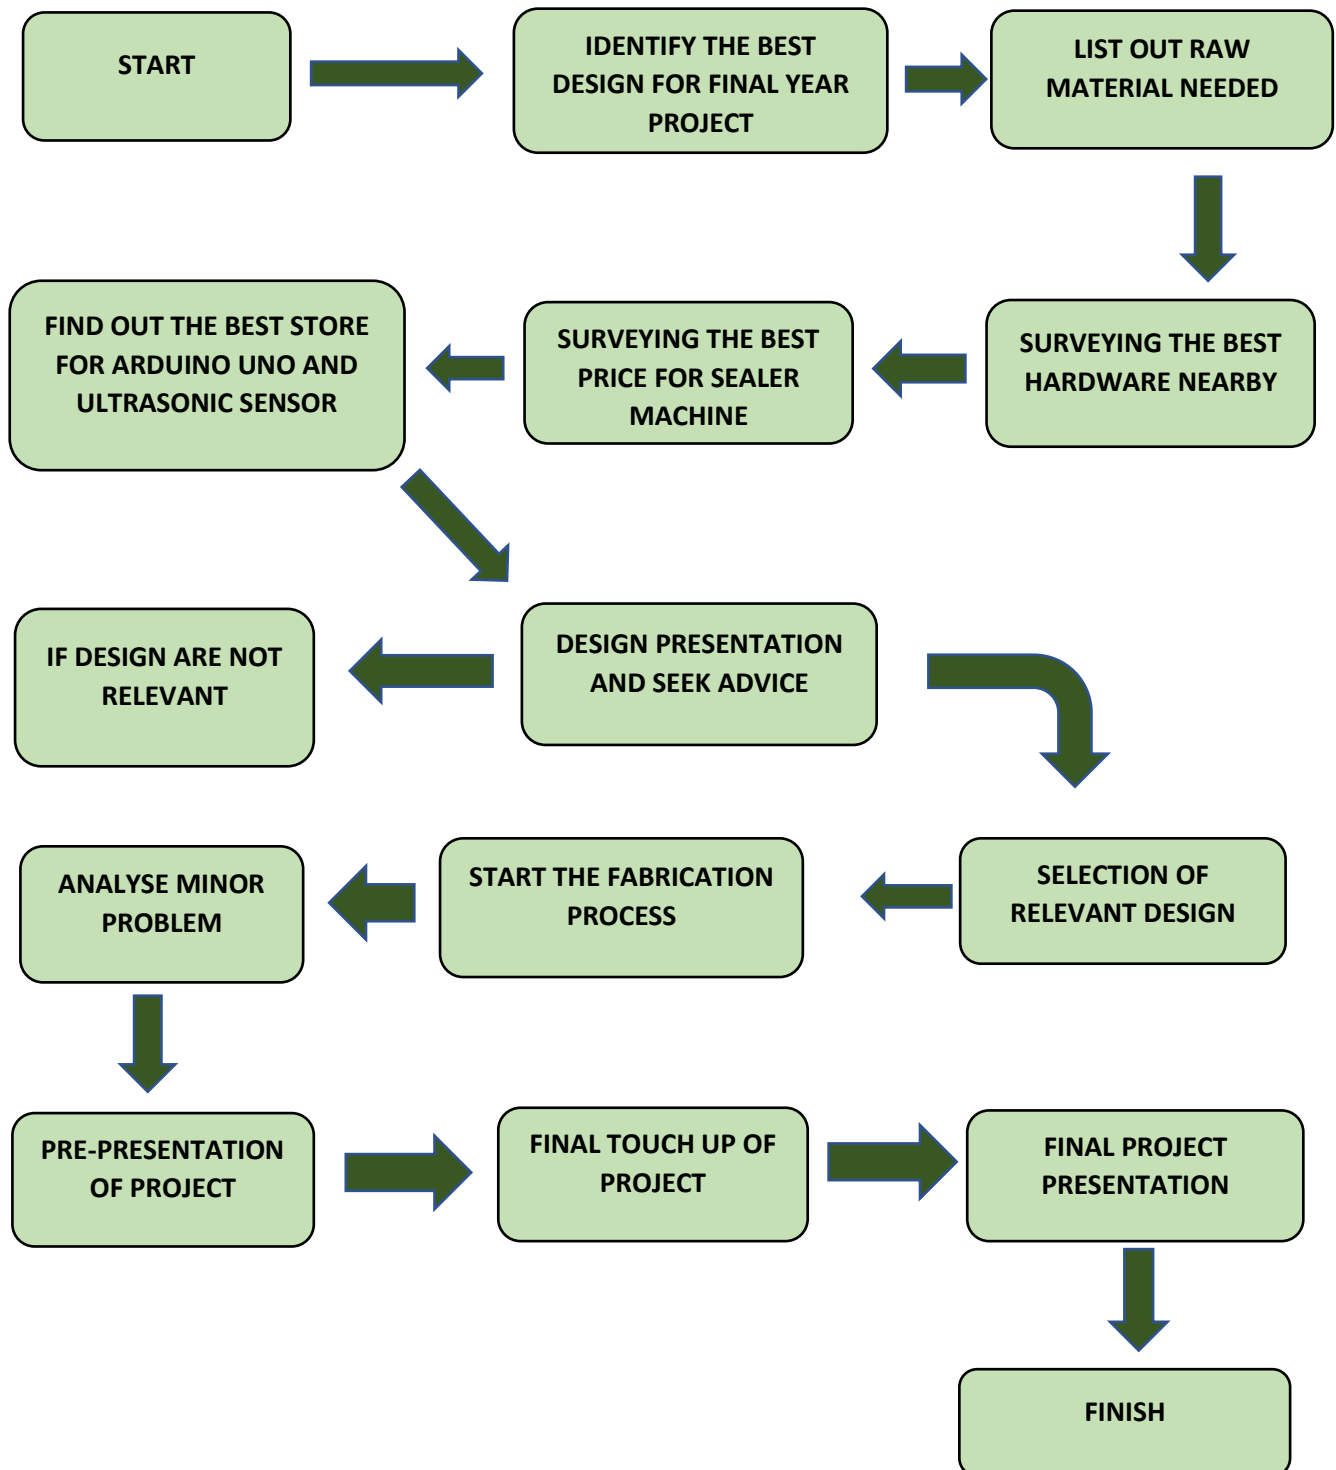 START
IDENTIFY THE BEST
DESIGN FOR FINAL YEAR
PROJECT
LIST OUT RAW
MATERIAL NEEDED
SURVEYING THE BEST
HARDWARE NEARBY
SURVEYING THE BEST
PRICE FOR SEALER
MACHINE
FIND OUT THE BEST STORE
FOR ARDUINO UNO AND
ULTRASONIC SENSOR
DESIGN PRESENTATION
AND SEEK ADVICE
IF DESIGN ARE NOT
RELEVANT
SELECTION OF
RELEVANT DESIGN
START THE FABRICATION
PROCESS
ANALYSE MINOR
PROBLEM
PRE-PRESENTATION
OF PROJECT
FINAL TOUCH UP OF
PROJECT
FINAL PROJECT
PRESENTATION
FINISH